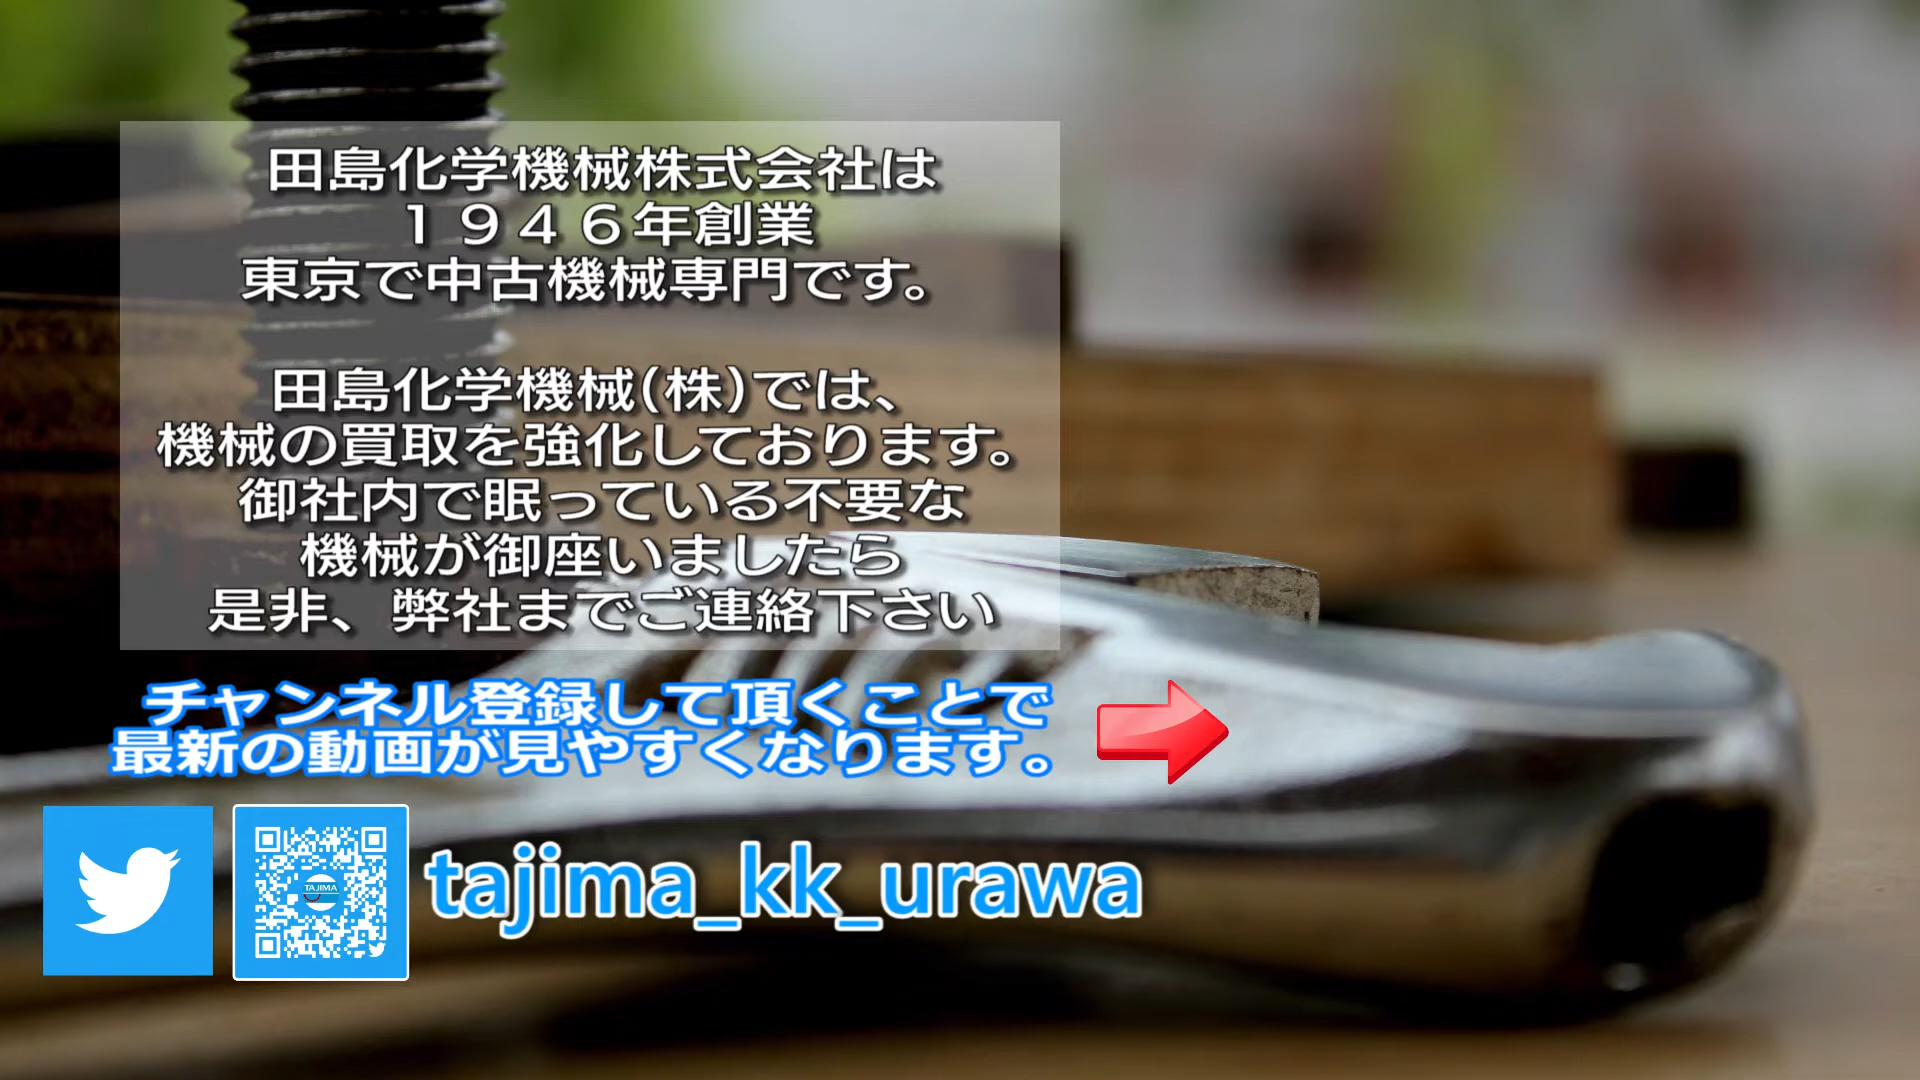 田島化学機械株式会社は
１９４６年創業
東京で中古機械専門です。
田島化学機械(株)では、
機械の買取を強化しております。
御社内で眠っている不要な
機械が御座いましたら
是非、弊社までご連絡下さい
チャンネル登録して頂くことで
最新の動画が見やすくなります。
TAJIMA
tajima_kk_urawa